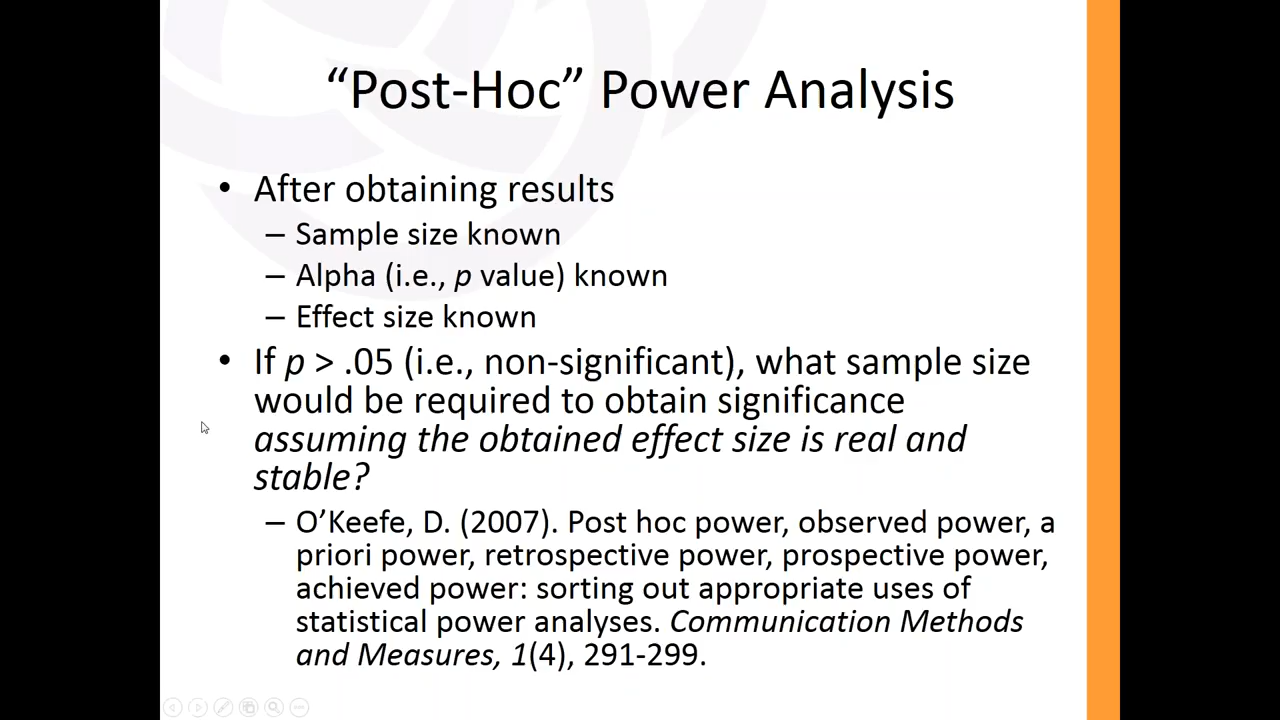 “Post-Hoc” Power Analysis
• After obtaining results
– Sample size known
– Alpha (i.e., p value) known
– Effect size known
• If p > .05 (i.e., non-significant), what sample size
would be required to obtain significance
assuming the obtained effect size is real and
stable?
– O’Keefe, D. (2007). Post hoc power, observed power, a
priori power, retrospective power, prospective power,
achieved power: sorting out appropriate uses of
statistical power analyses. Communication Methods
and Measures, 1(4), 291-299.